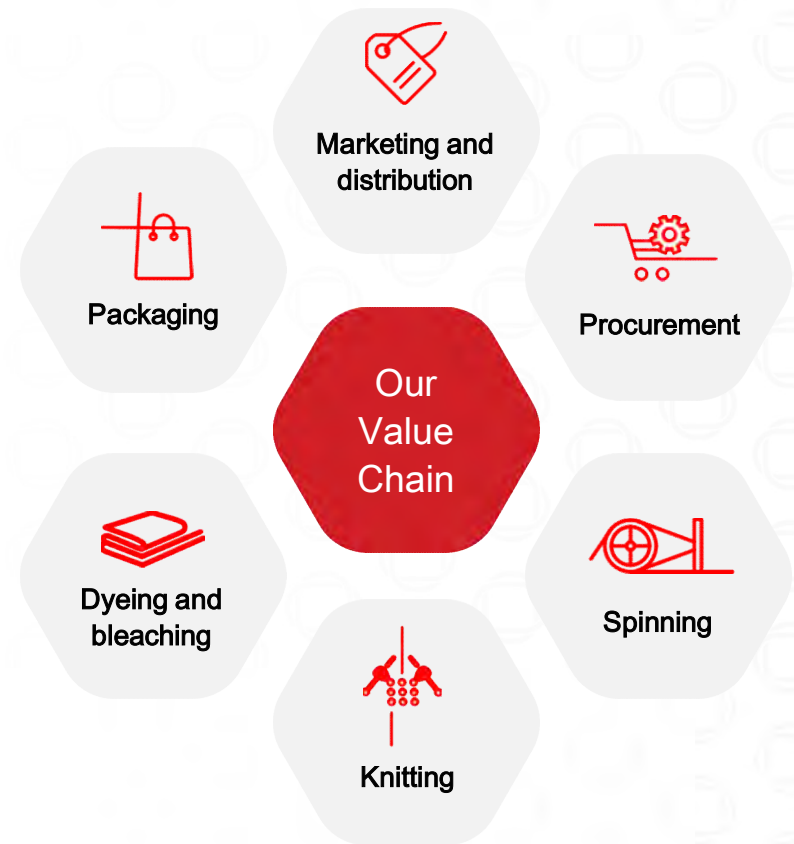 Marketing and
distribution
Packaging
Procurement
Our
Value
Chain
Dyeing and
bleaching
Spinning
Knitting